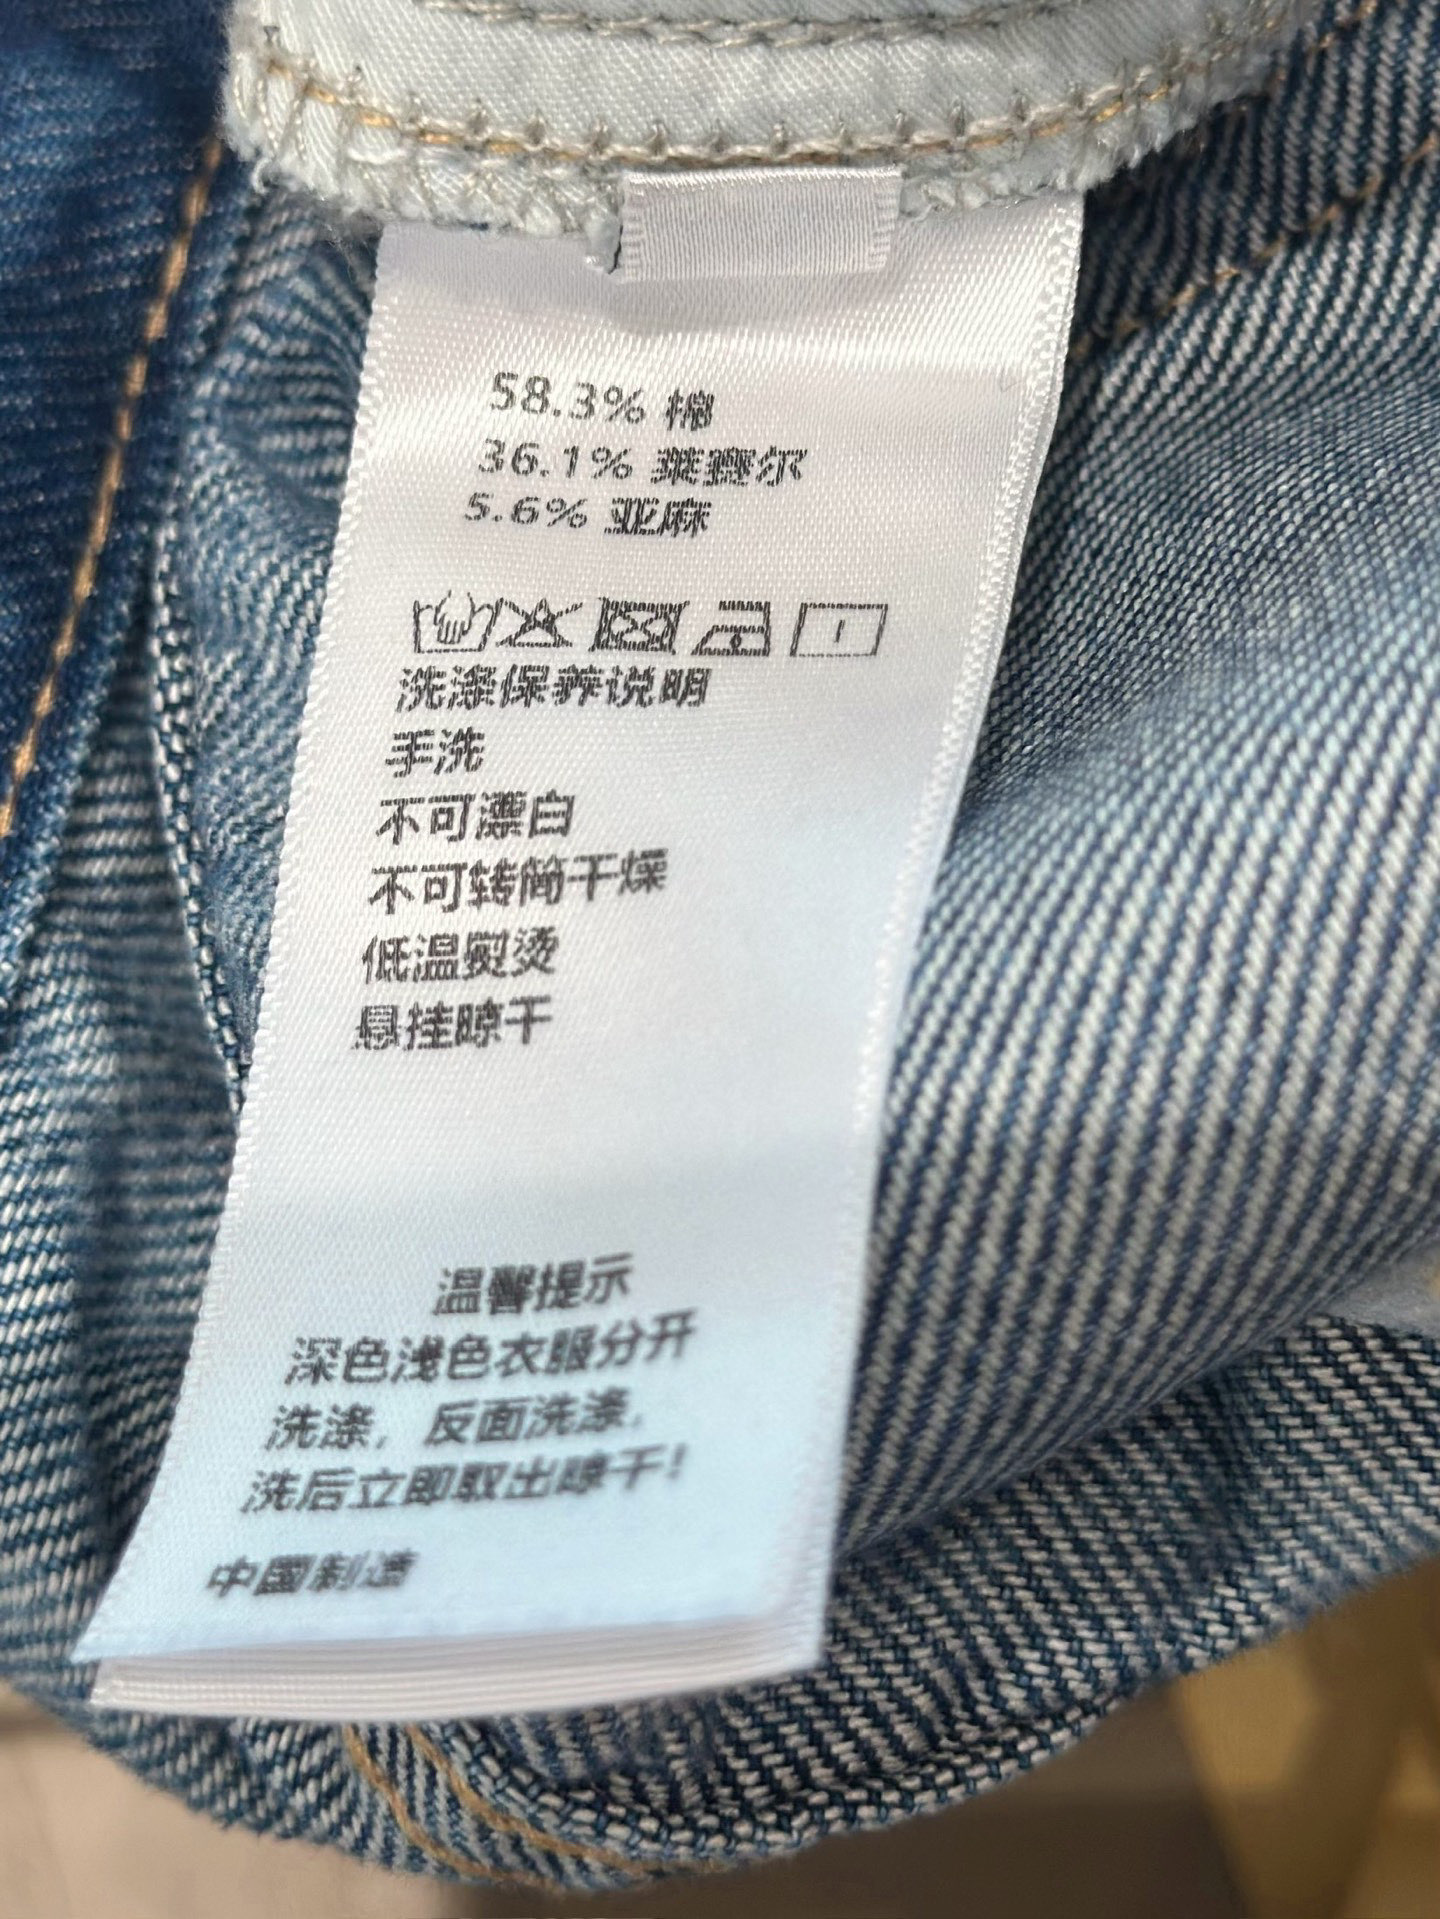 58.3% 棉
36.1% 莱赛尔
5.6% 亚麻
洗涤保养说明
手洗
不可漂白
不可转筒干燥
低温熨烫
悬挂晾干
温馨提示
深色浅色衣服分开
洗涤，反面洗涤.
洗后立即取出晾干！
中國制造